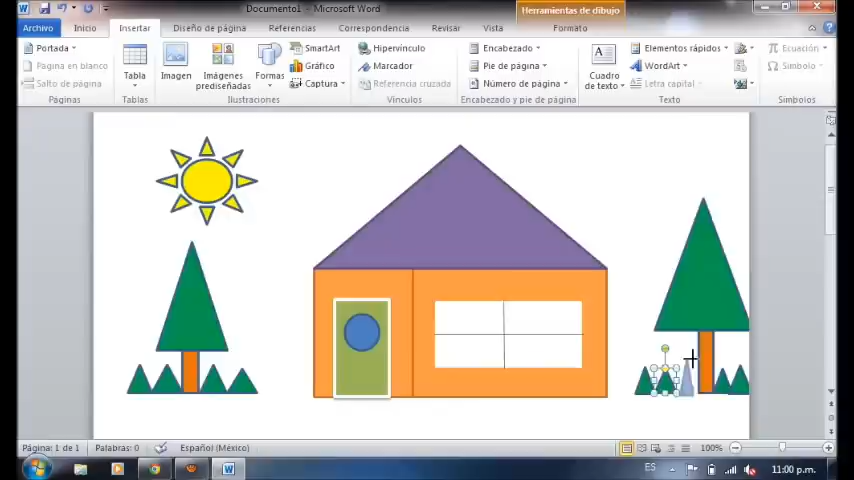 Documento1 - Microsoft Word
Herramientas de dibujo
Archivo Inicio Insertar Diseño de página Referencias Correspondencia Revisar Vista Formato
Portada
Página en blanco
Salto de página
Páginas
Tabla
Tablas
Imagen
Imágenes prediseñadas
Formas
SmartArt
Gráfico
Captura
Ilustraciones
Hipervínculo
Marcador
Referencia cruzada
Vínculos
Encabezado
Pie de página
Número de página
Encabezado y pie de página
Cuadro de texto
Elementos rápidos
WordArt
Letra capital
Texto
Ecuación
Símbolo
Símbolos
Página: 1 de 1 Palabras: 0 Español (México) 100%
ES 11:00 p.m.